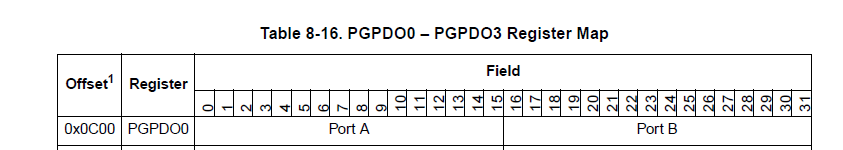 Table 8-16. PGPDO0 – PGPDO3 Register Map
Offset1 Register Field
0 1 2 3 4 5 6 7 8 9 10 11 12 13 14 15 16 17 18 19 20 21 22 23 24 25 26 27 28 29 30 31
0x0C00 PGPDO0 Port A Port B